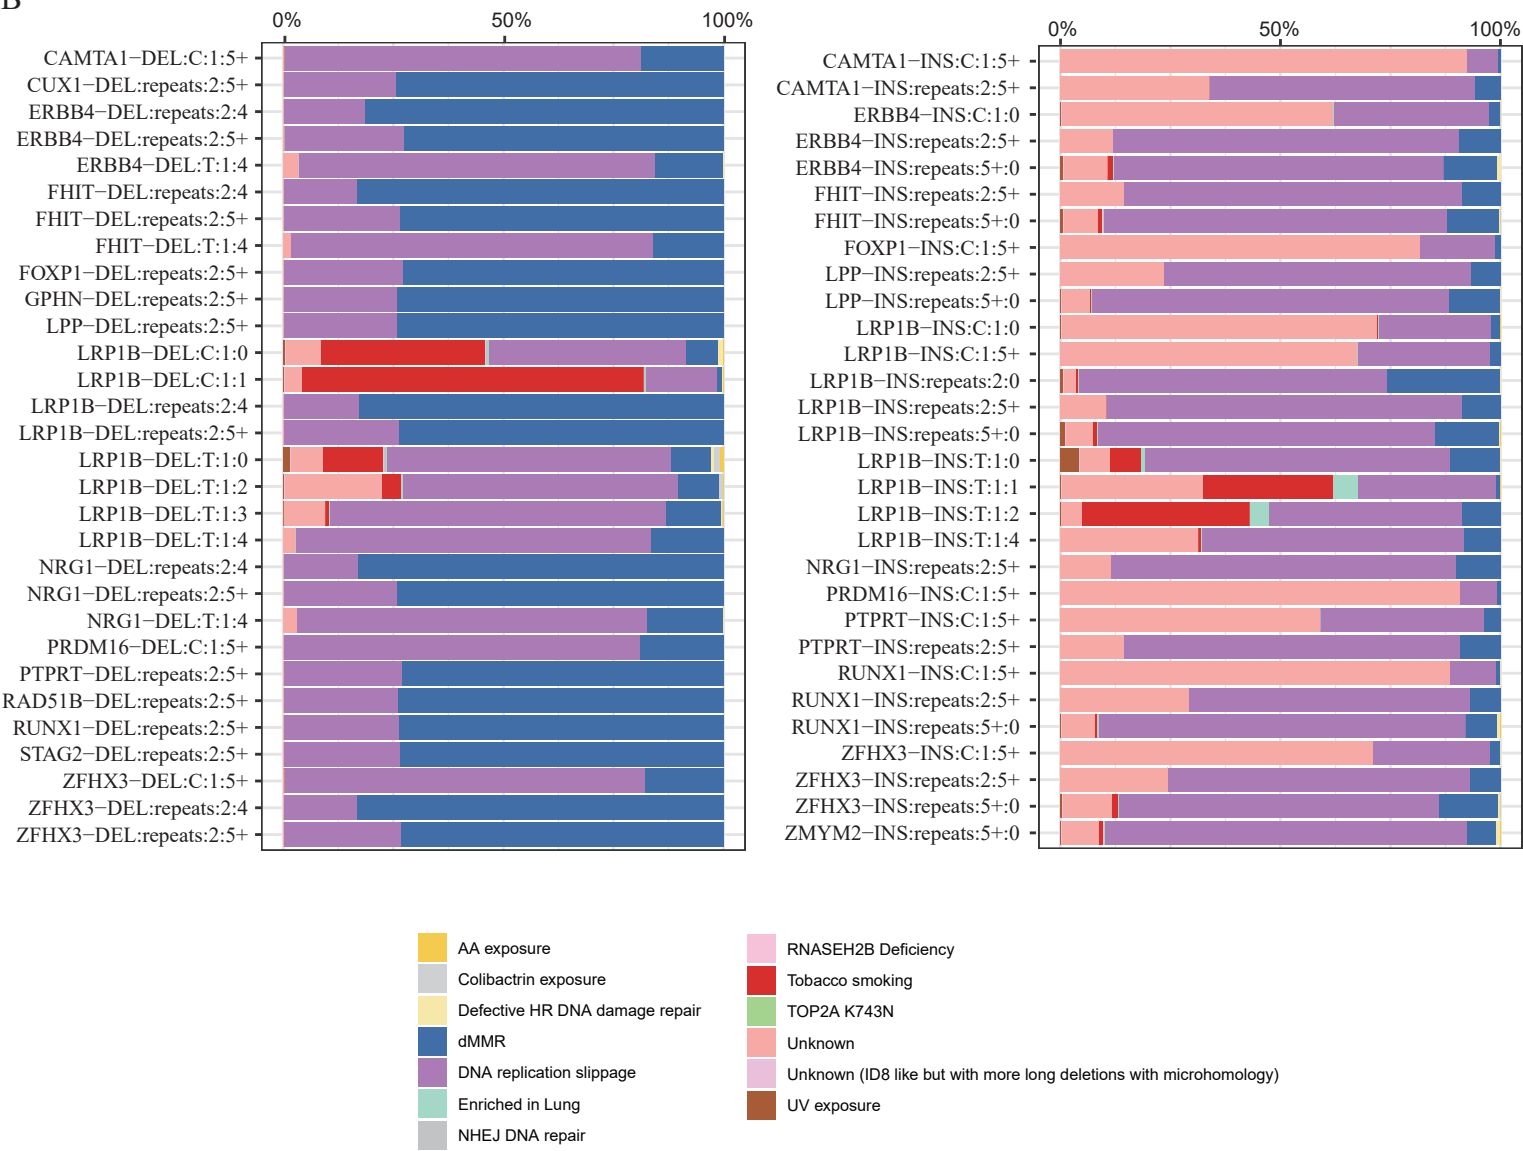 B
0% 50% 100%
CAMTA1−DEL:C:1:5+
CUX1−DEL:repeats:2:5+
ERBB4−DEL:repeats:2:4
ERBB4−DEL:repeats:2:5+
ERBB4−DEL:T:1:4
FHIT−DEL:repeats:2:4
FHIT−DEL:repeats:2:5+
FHIT−DEL:T:1:4
FOXP1−DEL:repeats:2:5+
GPHN−DEL:repeats:2:5+
LPP−DEL:repeats:2:5+
LRP1B−DEL:C:1:0
LRP1B−DEL:C:1:1
LRP1B−DEL:repeats:2:4
LRP1B−DEL:repeats:2:5+
LRP1B−DEL:T:1:0
LRP1B−DEL:T:1:2
LRP1B−DEL:T:1:3
LRP1B−DEL:T:1:4
NRG1−DEL:repeats:2:4
NRG1−DEL:repeats:2:5+
NRG1−DEL:T:1:4
PRDM16−DEL:C:1:5+
PTPRT−DEL:repeats:2:5+
RAD51B−DEL:repeats:2:5+
RUNX1−DEL:repeats:2:5+
STAG2−DEL:repeats:2:5+
ZFHX3−DEL:C:1:5+
ZFHX3−DEL:repeats:2:4
ZFHX3−DEL:repeats:2:5+
0% 50% 100%
CAMTA1−INS:C:1:5+
CAMTA1−INS:repeats:2:5+
ERBB4−INS:C:1:0
ERBB4−INS:repeats:2:5+
ERBB4−INS:repeats:5+:0
FHIT−INS:repeats:2:5+
FHIT−INS:repeats:5+:0
FOXP1−INS:C:1:5+
LPP−INS:repeats:2:5+
LPP−INS:repeats:5+:0
LRP1B−INS:C:1:0
LRP1B−INS:C:1:5+
LRP1B−INS:repeats:2:0
LRP1B−INS:repeats:2:5+
LRP1B−INS:repeats:5+:0
LRP1B−INS:T:1:0
LRP1B−INS:T:1:1
LRP1B−INS:T:1:2
LRP1B−INS:T:1:4
NRG1−INS:repeats:2:5+
PRDM16−INS:C:1:5+
PTPRT−INS:C:1:5+
PTPRT−INS:repeats:2:5+
RUNX1−INS:C:1:5+
RUNX1−INS:repeats:2:5+
RUNX1−INS:repeats:5+:0
ZFHX3−INS:C:1:5+
ZFHX3−INS:repeats:2:5+
ZFHX3−INS:repeats:5+:0
ZMYM2−INS:repeats:5+:0
AA exposure
Colibactrin exposure
Defective HR DNA damage repair
dMMR
DNA replication slippage
Enriched in Lung
NHEJ DNA repair
RNASEH2B Deficiency
Tobacco smoking
TOP2A K743N
Unknown
Unknown (ID8 like but with more long deletions with microhomology)
UV exposure